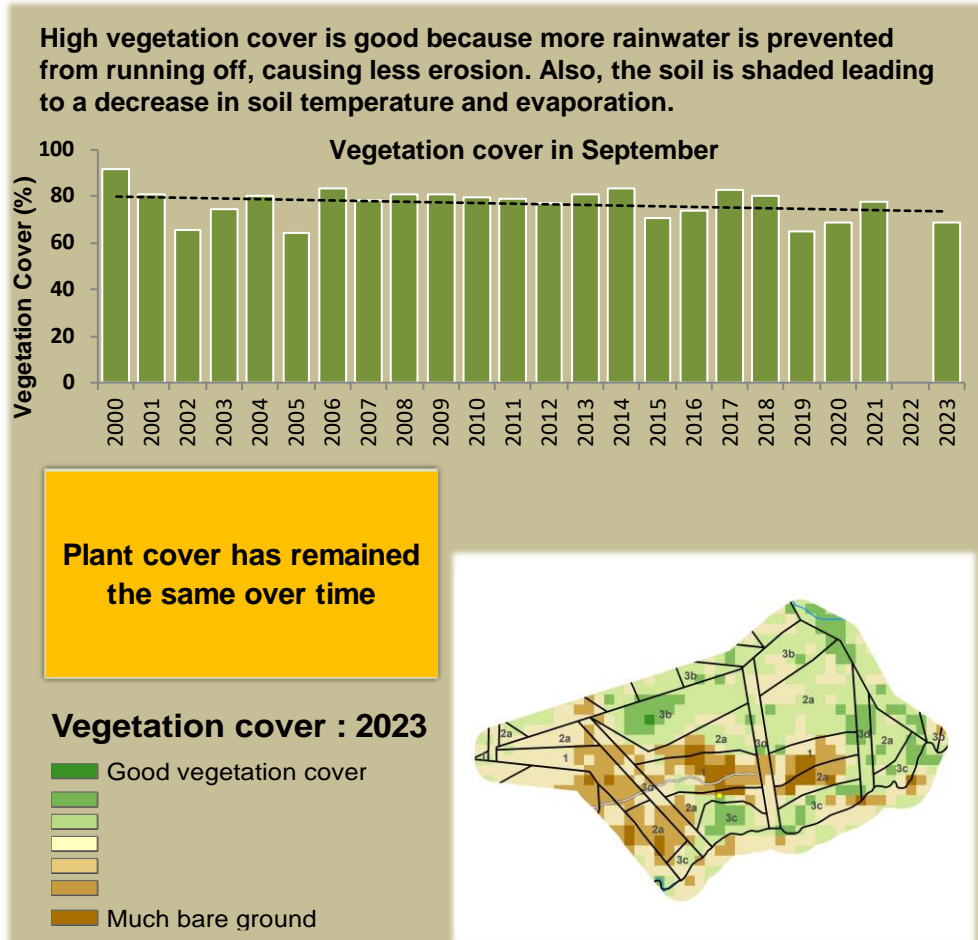 High vegetation cover is good because more rainwater is prevented
from running off, causing less erosion. Also, the soil is shaded leading
to a decrease in soil temperature and evaporation.
Vegetation cover in September
Vegetation Cover (%)
100
80
60
40
20
0
2000 2001 2002 2003 2004 2005 2006 2007 2008 2009 2010 2011 2012 2013 2014 2015 2016 2017 2018 2019 2020 2021 2022 2023
Plant cover has remained
the same over time
Vegetation cover : 2023
Good vegetation cover
Much bare ground
3b
3b
3b
2a
3b
2a
2a
2a
3d
1
3d
2a
3b
1
1
2a
3c
3d
2a
3c
3c
2a
3c